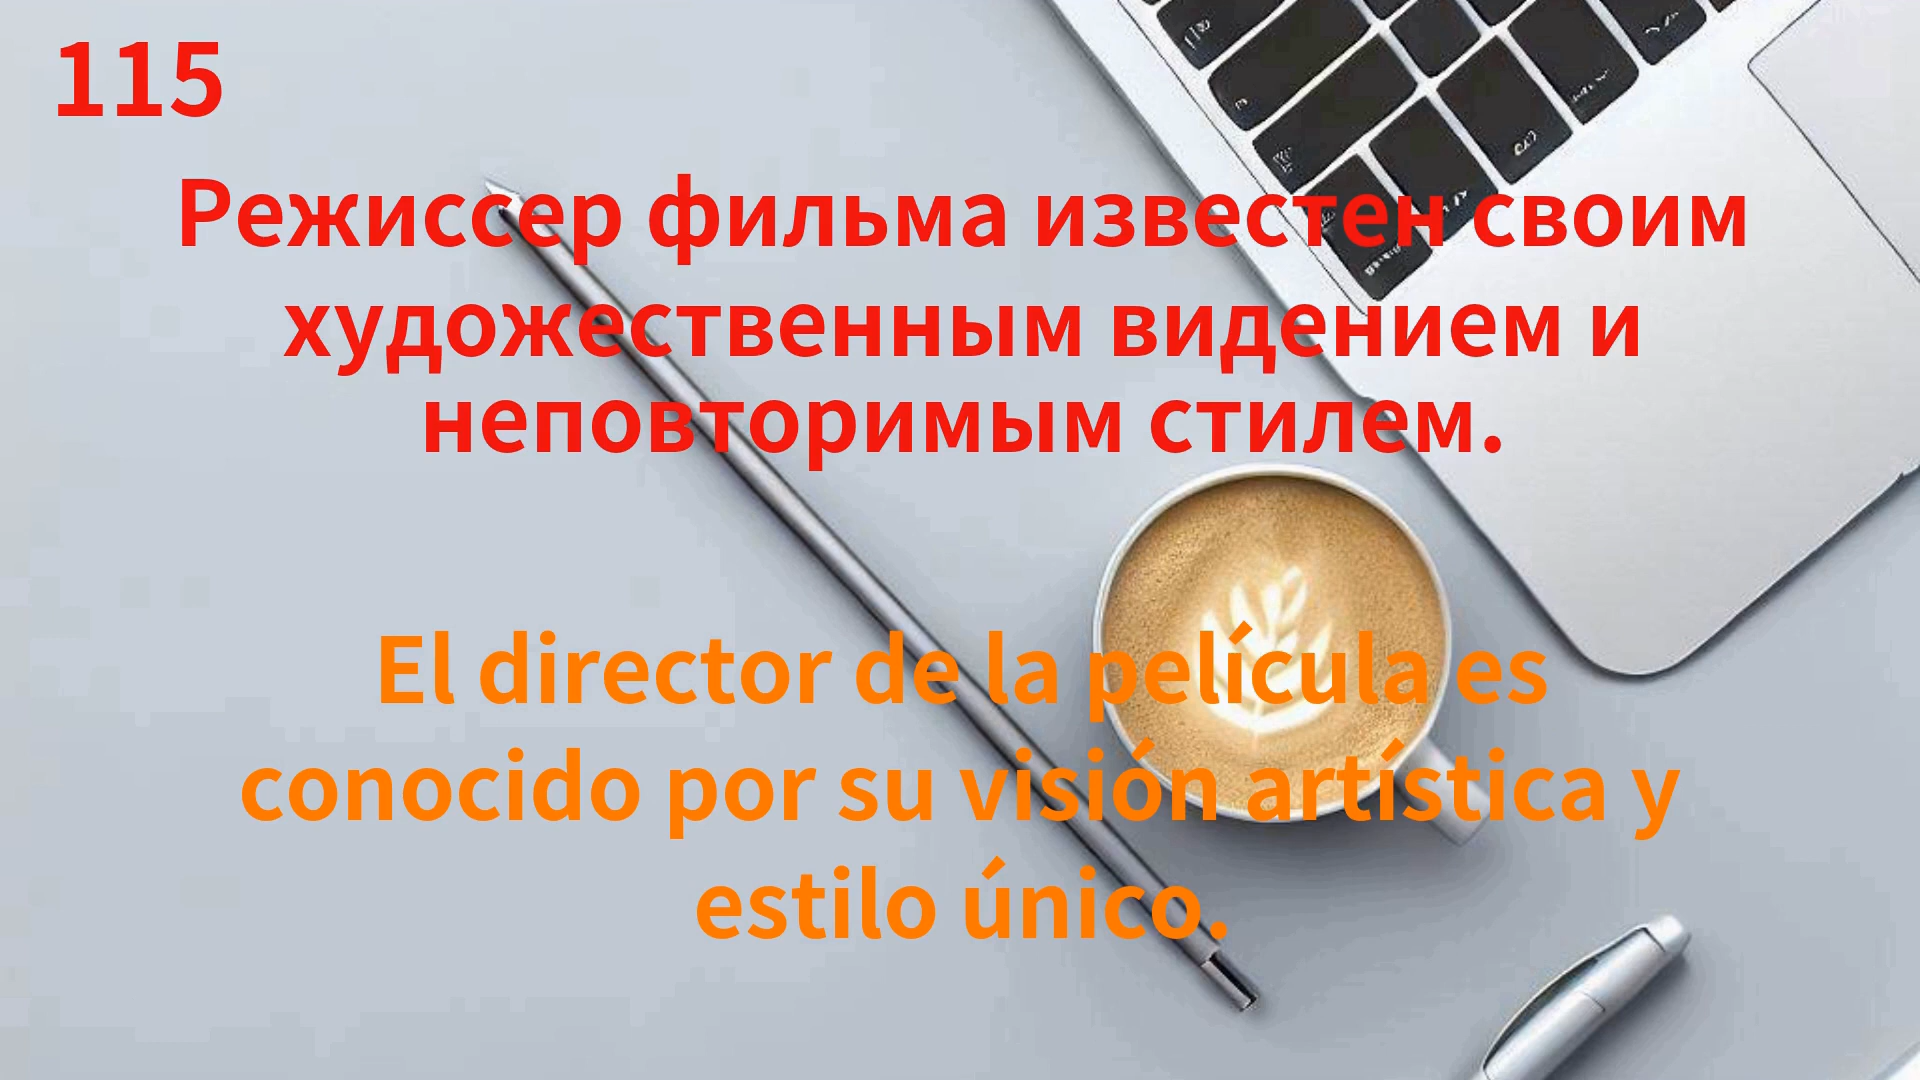 115
Режиссер фильма известен своим
художественным видением и
неповторимым стилем.
El director de la película es
conocido por su visión artística y
estilo único.